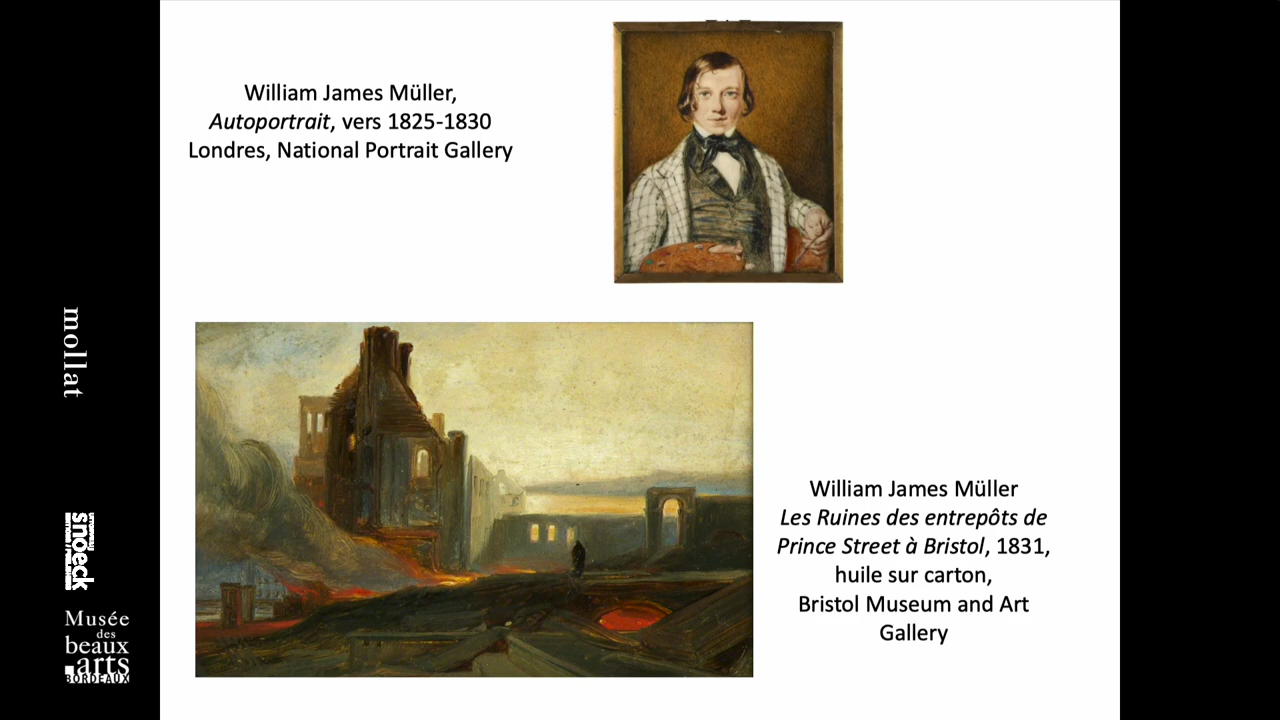 William James Müller,
Autoportrait, vers 1825-1830
Londres, National Portrait Gallery
William James Müller
Les Ruines des entrepôts de
Prince Street à Bristol, 1831,
huile sur carton,
Bristol Museum and Art
Gallery
mollat
snoeck
Musée
des
beaux
arts
BORDEAUX